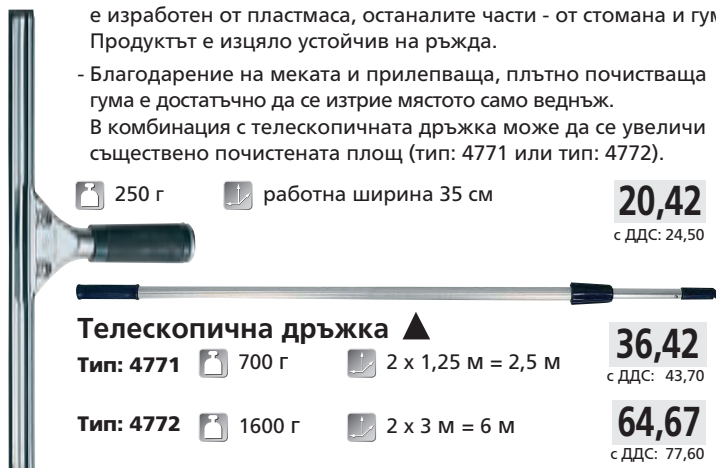 е изработен от пластмаса, останалите части - от стомана и гум
Продуктът е изцяло устойчив на ръжда.
- Благодарение на меката и прилепваща, плътно почистваща
гума е достатъчно да се изтрие мястото само веднъж.
В комбинация с телескопичната дръжка може да се увеличи
съществено почистената площ (тип: 4771 или тип: 4772).
250 г работна ширина 35 см 20,42
с ДДС: 24,50
Телескопична дръжка ▲
Тип: 4771 700 г 2 x 1,25 м = 2,5 м 36,42
с ДДС: 43,70
Тип: 4772 1600 г 2 x 3 м = 6 м 64,67
с ДДС: 77,60